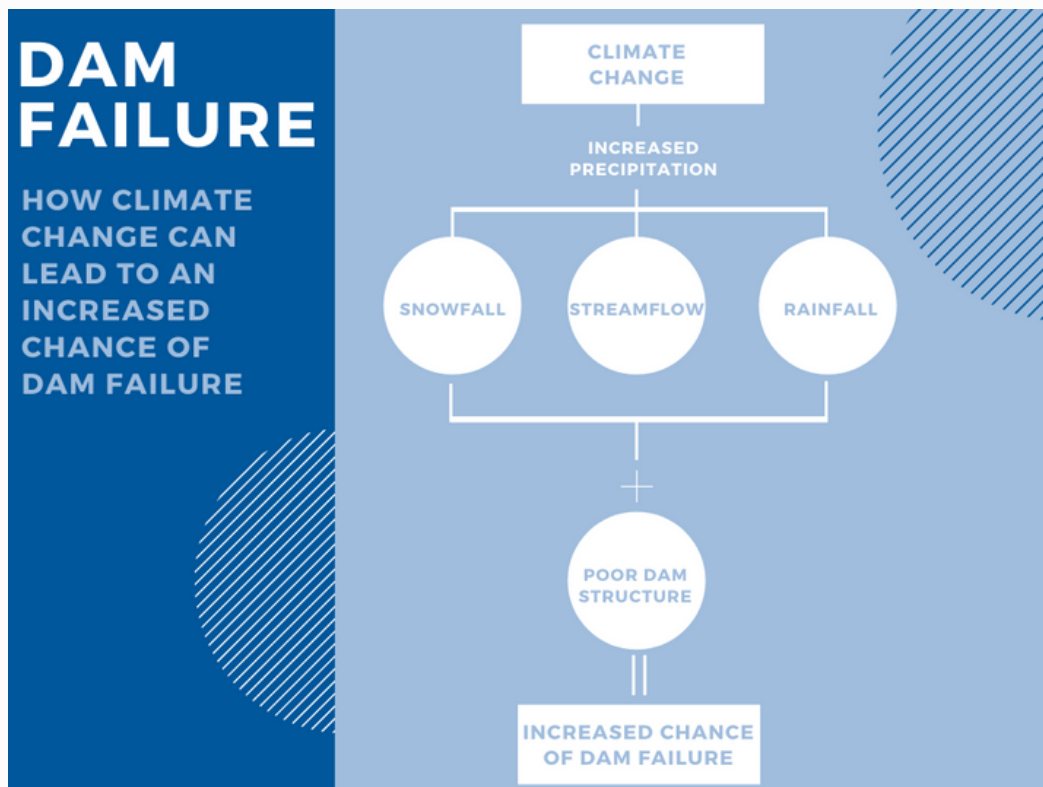 DAM
FAILURE
HOW CLIMATE
CHANGE CAN
LEAD TO AN
INCREASED
CHANCE OF
DAM FAILURE
CLIMATE
CHANGE
INCREASED
PRECIPITATION
SNOWFALL
STREAMFLOW
RAINFALL
+
POOR DAM
STRUCTURE
INCREASED CHANCE
OF DAM FAILURE